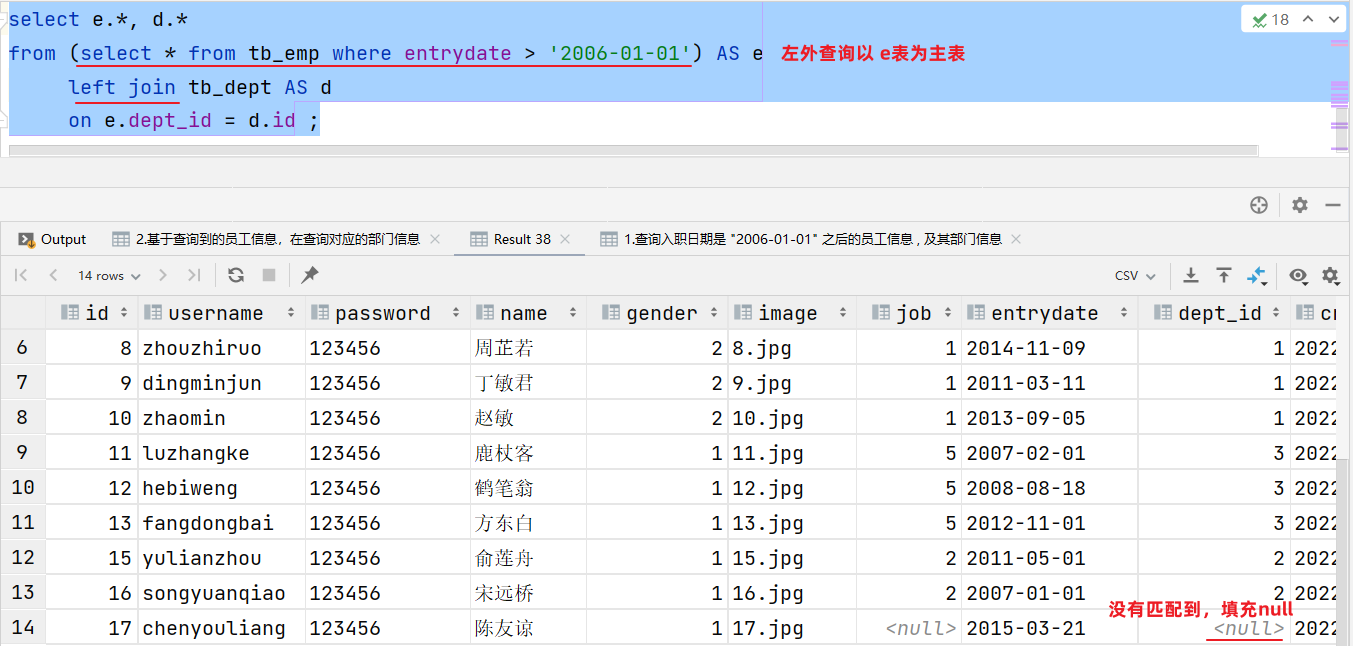 select e.*, d.*
18
from (select * from tb_emp where entrydate > '2006-01-01') AS e 左外查询以 e表为主表
left join tb_dept AS d
on e.dept_id = d.id ;
Output 2.基于查询到的员工信息，在查询对应的部门信息 Result 38 1.查询入职日期是 "2006-01-01" 之后的员工信息 , 及其部门信息
14 rows CSV
id username password name gender image job entrydate dept_id
6 8 zhouzhiruo 123456 周芷若 2 8.jpg 1 2014-11-09 1 2022
7 9 dingminjun 123456 丁敏君 2 9.jpg 1 2011-03-11 1 2022
8 10 zhaomin 123456 赵敏 2 10.jpg 1 2013-09-05 1 2022
9 11 luzhangke 123456 鹿杖客 1 11.jpg 5 2007-02-01 3 2022
10 12 hebiweng 123456 鹤笔翁 1 12.jpg 5 2008-08-18 3 2022
11 13 fangdongbai 123456 方东白 1 13.jpg 5 2012-11-01 3 2022
12 15 yulianzhou 123456 俞莲舟 1 15.jpg 2 2011-05-01 2 2022
13 16 songyuanqiao 123456 宋远桥 1 16.jpg 2 2007-01-01 2 2022
没有匹配到，填充null
14 17 chenyouliang 123456 陈友谅 1 17.jpg <null> 2015-03-21 <null> 2022